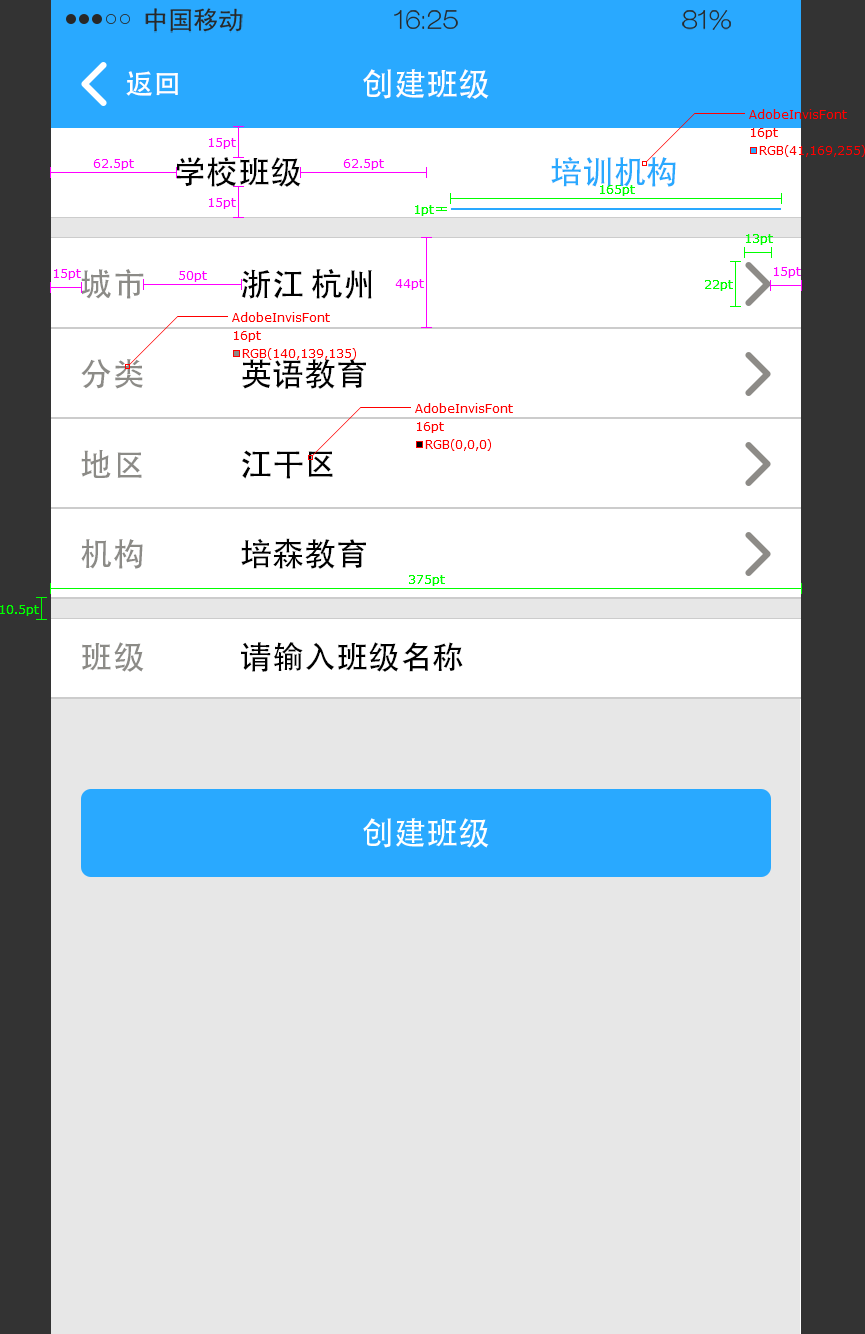 中国移动 16:25 81%
返回 创建班级
AdobeInvisFont
16pt
RGB(41,169,255)
15pt
62.5pt 学校班级 62.5pt 培训机构
15pt
165pt
1pt
13pt
15pt 城市 50pt 浙江 杭州 44pt 22pt 15pt
AdobeInvisFont
16pt
RGB(140,139,135)
分类 英语教育
AdobeInvisFont
16pt
RGB(0,0,0)
地区 江干区
机构 培森教育
375pt
10.5pt
班级 请输入班级名称
创建班级